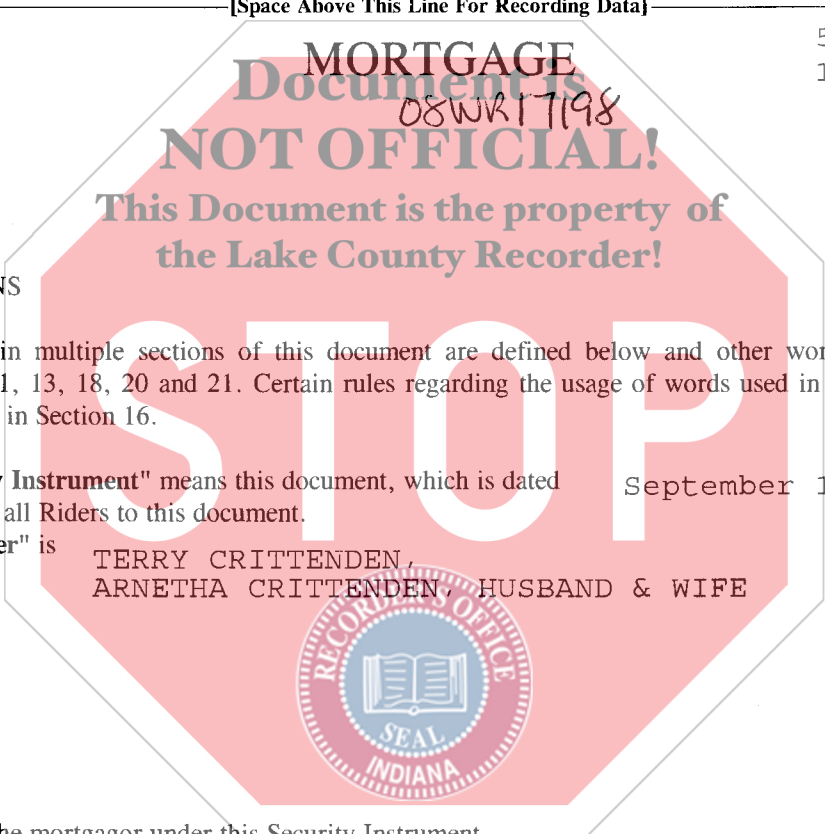 [Space Above This Line For Recording Data]
5
1
MORTGAGE
Document is
08WR17198
NOT OFFICIAL!
This Document is the property of
the Lake County Recorder!
NS
in multiple sections of this document are defined below and other wor
1, 13, 18, 20 and 21. Certain rules regarding the usage of words used in
in Section 16.
STOP
y Instrument" means this document, which is dated September 1
all Riders to this document.
er" is
TERRY CRITTENDEN,
ARNETHA CRITTENDEN, HUSBAND & WIFE
RECORDER'S OFFICE
SEAL
INDIANA
he mortgagor under this Security Instrument